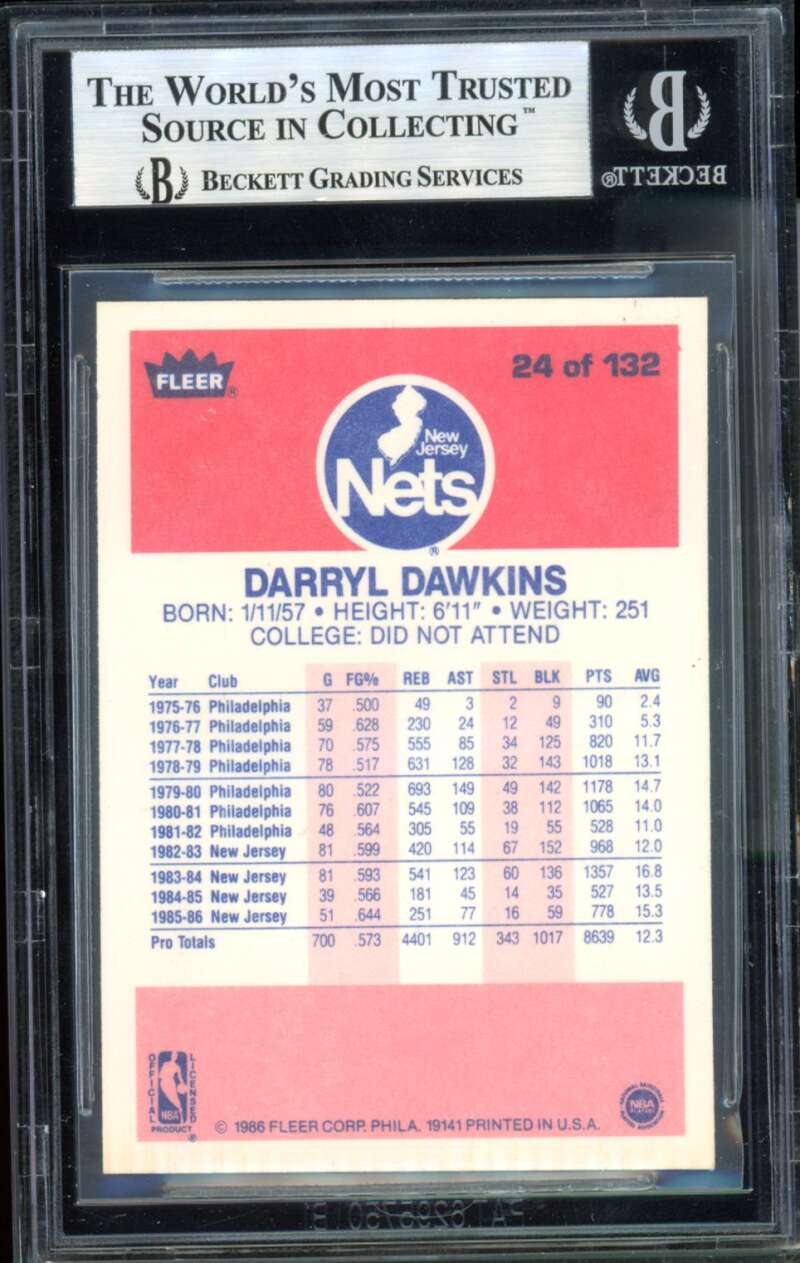 THE WORLD'S MOST TRUSTED
SOURCE IN COLLECTING™
B BECKETT GRADING SERVICES
B
BECKETT®
FLEER®
24 of 132
New
Jersey
Nets
®
DARRYL DAWKINS
BORN: 1/11/57 • HEIGHT: 6'11" • WEIGHT: 251
COLLEGE: DID NOT ATTEND
Year Club G FG% REB AST STL BLK PTS AVG
1975-76 Philadelphia 37 .500 49 3 2 9 90 2.4
1976-77 Philadelphia 59 .628 230 24 12 49 310 5.3
1977-78 Philadelphia 70 .575 555 85 34 125 820 11.7
1978-79 Philadelphia 78 .517 631 128 32 143 1018 13.1
1979-80 Philadelphia 80 .522 693 149 49 142 1178 14.7
1980-81 Philadelphia 76 .607 545 109 38 112 1065 14.0
1981-82 Philadelphia 48 .564 305 55 19 55 528 11.0
1982-83 New Jersey 81 .599 420 114 67 152 968 12.0
1983-84 New Jersey 81 .593 541 123 60 136 1357 16.8
1984-85 New Jersey 39 .566 181 45 14 35 527 13.5
1985-86 New Jersey 51 .644 251 77 16 59 778 15.3
Pro Totals 700 .573 4401 912 343 1017 8639 12.3
OFFICIAL
LICENSED
NBA
PRODUCT ®
© 1986 FLEER CORP. PHILA. 19141 PRINTED IN U.S.A.
NATIONAL BASKETBALL
NBA
PLAYERS
ASSOCIATION